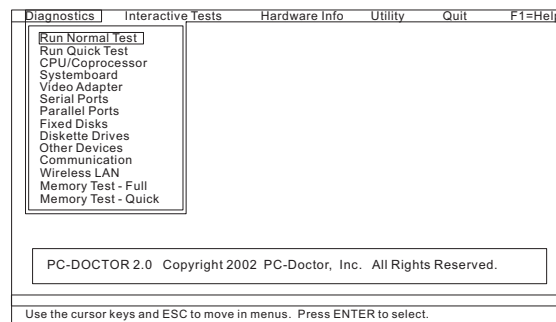 Diagnostics Interactive Tests Hardware Info Utility Quit F1=Help
Run Normal Test
Run Quick Test
CPU/Coprocessor
Systemboard
Video Adapter
Serial Ports
Parallel Ports
Fixed Disks
Diskette Drives
Other Devices
Communication
Wireless LAN
Memory Test - Full
Memory Test - Quick
PC-DOCTOR 2.0 Copyright 2002 PC-Doctor, Inc. All Rights Reserved.
Use the cursor keys and ESC to move in menus. Press ENTER to select.